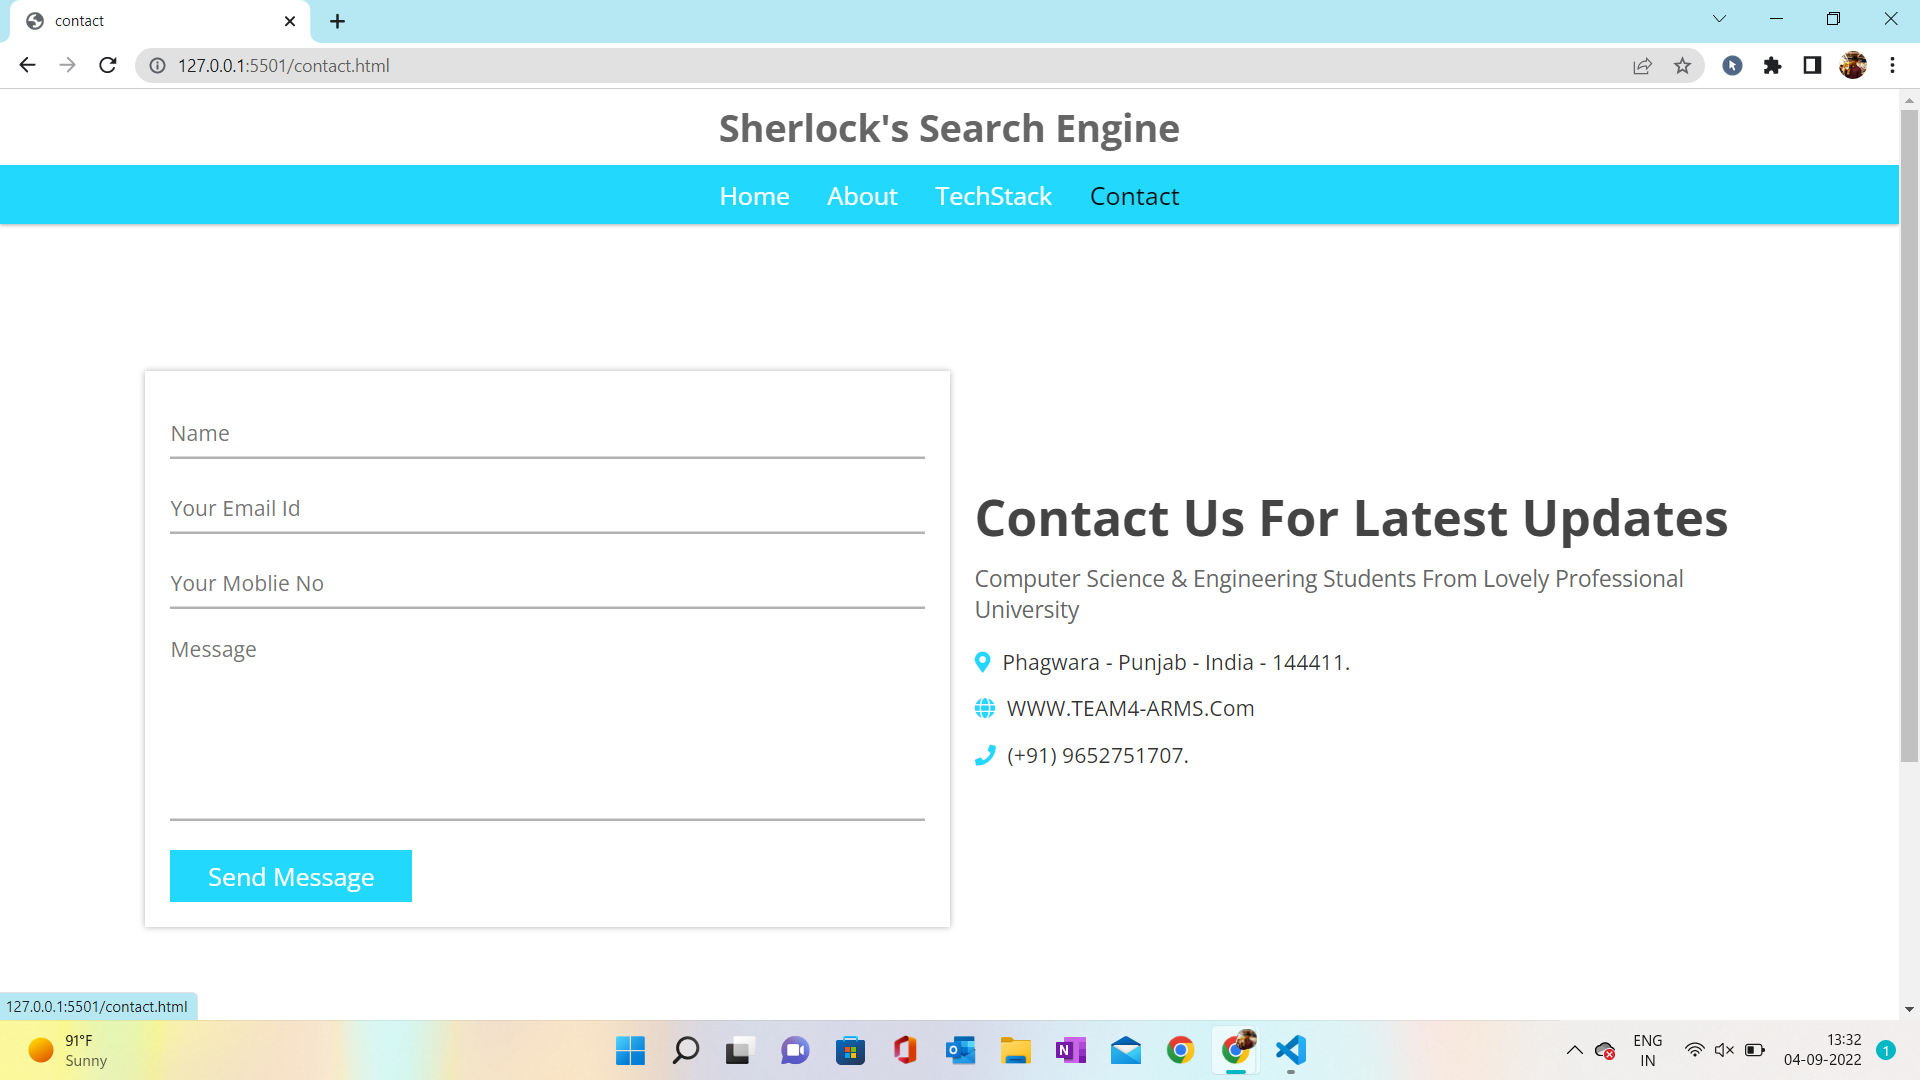 contact
127.0.0.1:5501/contact.html
Sherlock's Search Engine
Home About TechStack Contact
Name
Your Email Id
Your Moblie No
Message
Send Message
Contact Us For Latest Updates
Computer Science & Engineering Students From Lovely Professional
University
Phagwara - Punjab - India - 144411.
WWW.TEAM4-ARMS.Com
(+91) 9652751707.
127.0.0.1:5501/contact.html
91°F
Sunny
ENG
IN
13:32
04-09-2022
1